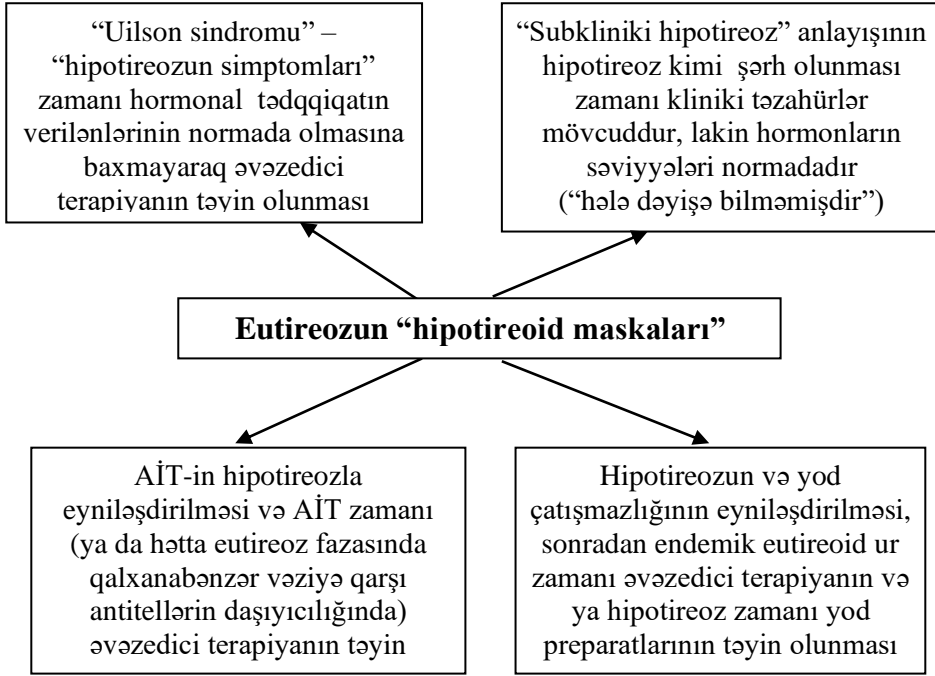 “Uilson sindromu” –
“hipotireozun simptomları”
zamanı hormonal tədqqiqatın
verilənlərinin normada olmasına
baxmayaraq əvəzedici
terapiyanın təyin olunması
“Subkliniki hipotireoz” anlayışının
hipotireoz kimi şərh olunması
zamanı kliniki təzahürlər
mövcuddur, lakin hormonların
səviyyələri normadadır
(“hələ dəyişə bilməmişdir”)
Eutireozun “hipotireoid maskaları”
AİT-in hipotireozla
eyniləşdirilməsi və AİT zamanı
(ya da hətta eutireoz fazasında
qalxanabənzər vəziyə qarşı
antitellərin daşıyıcılığında)
əvəzedici terapiyanın təyin
Hipotireozun və yod
çatışmazlığının eyniləşdirilməsi,
sonradan endemik eutireoid ur
zamanı əvəzedici terapiyanın və
ya hipotireoz zamanı yod
preparatlarının təyin olunması